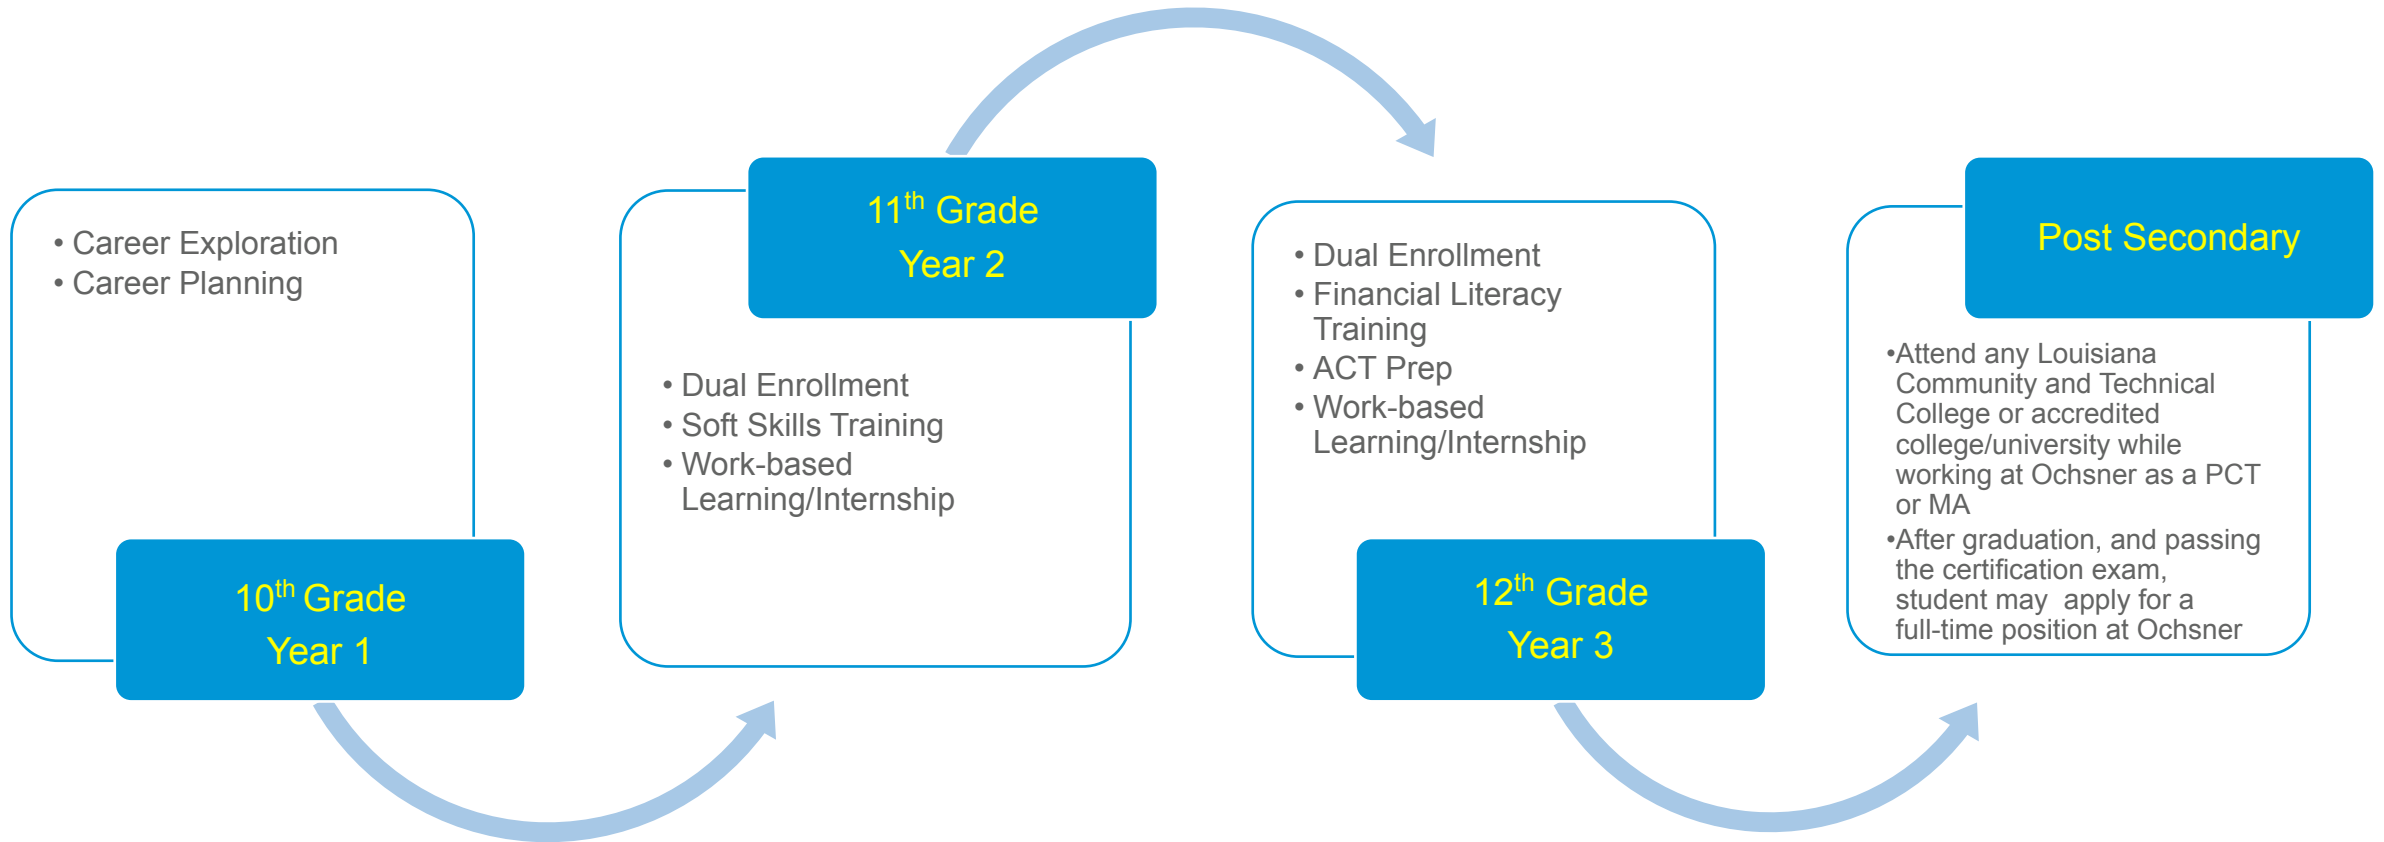 • Career Exploration
• Career Planning
10th Grade
Year 1
11th Grade
Year 2
• Dual Enrollment
• Soft Skills Training
• Work-based
Learning/Internship
• Dual Enrollment
• Financial Literacy
Training
• ACT Prep
• Work-based
Learning/Internship
12th Grade
Year 3
Post Secondary
•Attend any Louisiana
Community and Technical
College or accredited
college/university while
working at Ochsner as a PCT
or MA
•After graduation, and passing
the certification exam,
student may  apply for a
full-time position at Ochsner